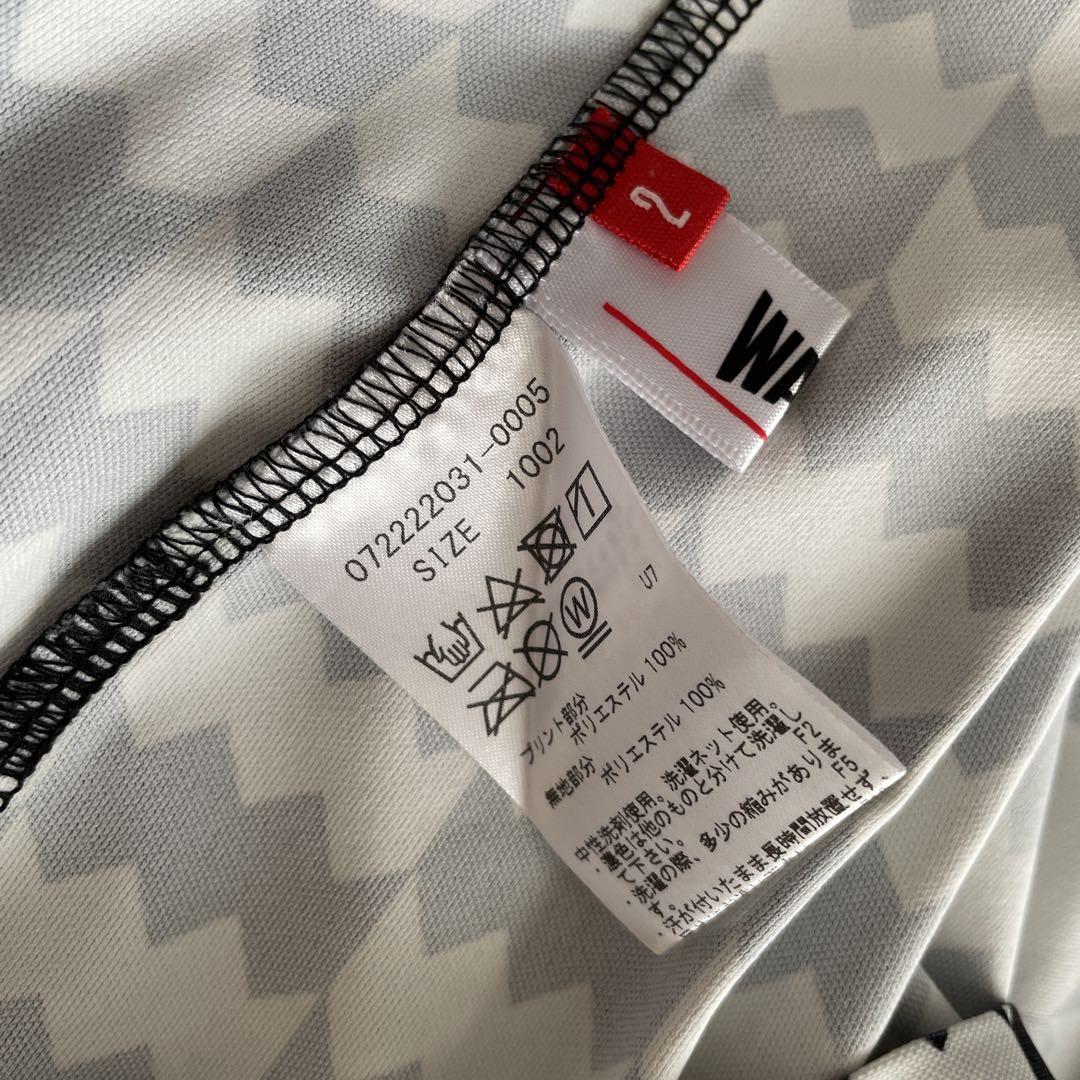 2
WA
072222031-0005
SIZE 1002
1
W
U7
プリント部分
ポリエステル 100%
無地部分 ポリエステル 100%
中性洗剤使用。洗濯ネット使用。
・濃色は他のものと分けて洗濯し
て下さい。 F2
・洗濯の際、多少の縮みがありま
す。 F5
・汗が付いたまま長時間放置せず、